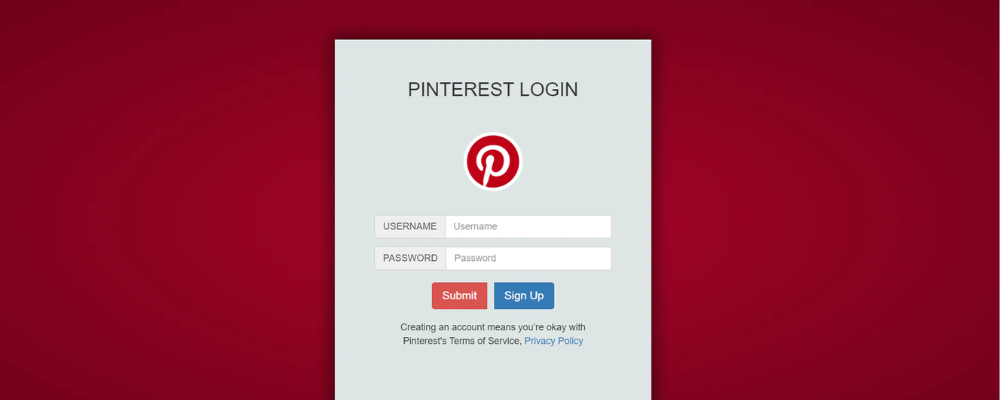 PINTEREST LOGIN
USERNAME Username
PASSWORD Password
Submit Sign Up
Creating an account means you're okay with
Pinterest's Terms of Service, Privacy Policy